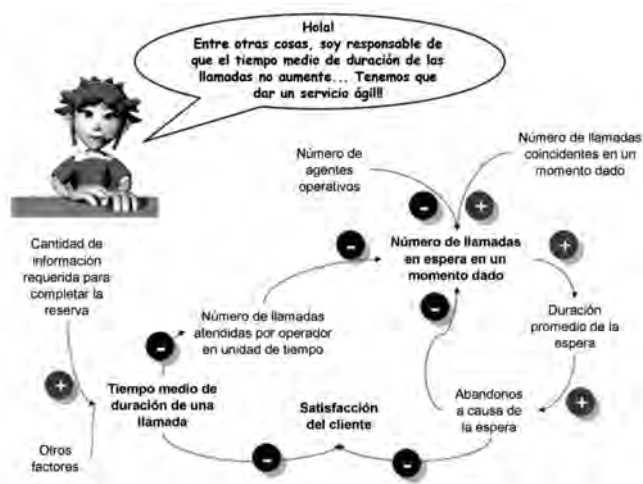 Hola!
Entre otras cosas, soy responsable de
que el tiempo medio de duración de las
llamadas no aumente... Tenemos que
dar un servicio ágil!!
Número de
agentes
operativos
Número de llamadas
coincidentes en un
momento dado
-
+
Cantidad de
información
requerida para
completar la
reserva
-
Número de llamadas
en espera en un
momento dado
+
-
Número de llamadas
atendidas por operador
en unidad de tiempo
Duración
promedio de la
espera
-
+
Tiempo medio de
duración de una
llamada
Satisfacción
del cliente
Abandonos
a causa de
la espera
+
Otros
factores
-
-